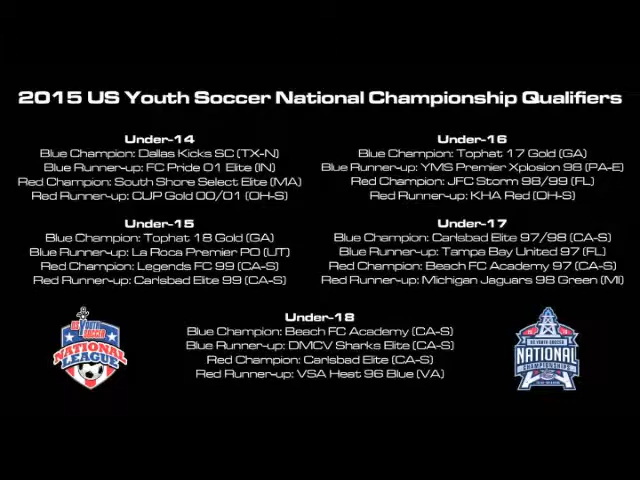 2015 US Youth Soccer National Championship Qualifiers
Under-14
Blue Champion: Dallas Kicks SC (TX-N)
Blue Runner-up: FC Pride 01 Elite (IN)
Red Champion: South Shore Select Elite (MA)
Red Runner-up: CUP Gold 00/01 (OH-S)
Under-15
Blue Champion: Tophat 18 Gold (GA)
Blue Runner-up: La Roca Premier PO (UT)
Red Champion: Legends FC 99 (CA-S)
Red Runner-up: Carlsbad Elite 99 (CA-S)
Under-16
Blue Champion: Tophat 17 Gold (GA)
Blue Runner-up: YMS Premier Xplosion 98 (PA-E)
Red Champion: JFC Storm 98/99 (FL)
Red Runner-up: KHA Red (OH-S)
Under-17
Blue Champion: Carlsbad Elite 97/98 (CA-S)
Blue Runner-up: Tampa Bay United 97 (FL)
Red Champion: Beach FC Academy 97 (CA-S)
Red Runner-up: Michigan Jaguars 98 Green (MI)
Under-18
Blue Champion: Beach FC Academy (CA-S)
Blue Runner-up: DMCV Sharks Elite (CA-S)
Red Champion: Carlsbad Elite (CA-S)
Red Runner-up: VSA Heat 96 Blue (VA)
US YOUTH
SOCCER
NATIONAL
LEAGUE
US YOUTH SOCCER
NATIONAL
CHAMPIONSHIPS